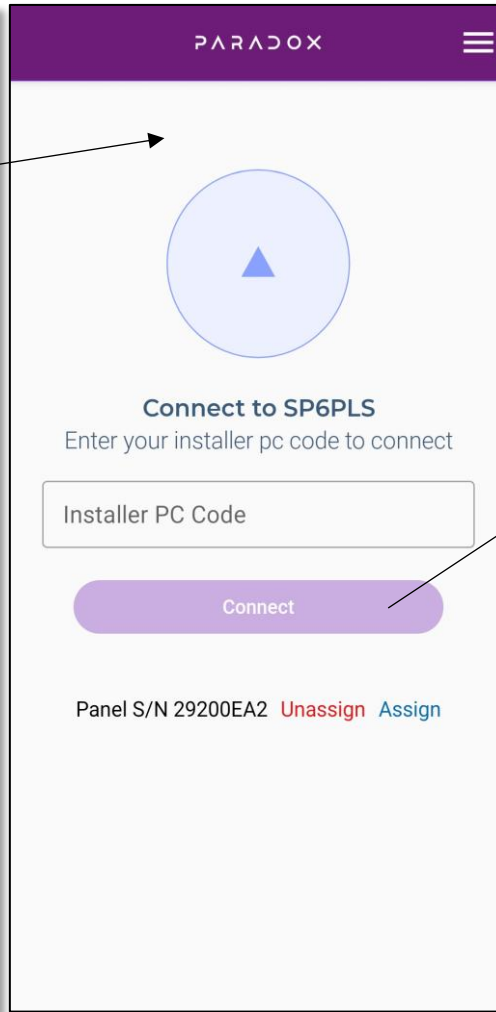 PARADOX
Connect to SP6PLS
Enter your installer pc code to connect
Installer PC Code
Connect
Panel S/N 29200EA2 Unassign Assign